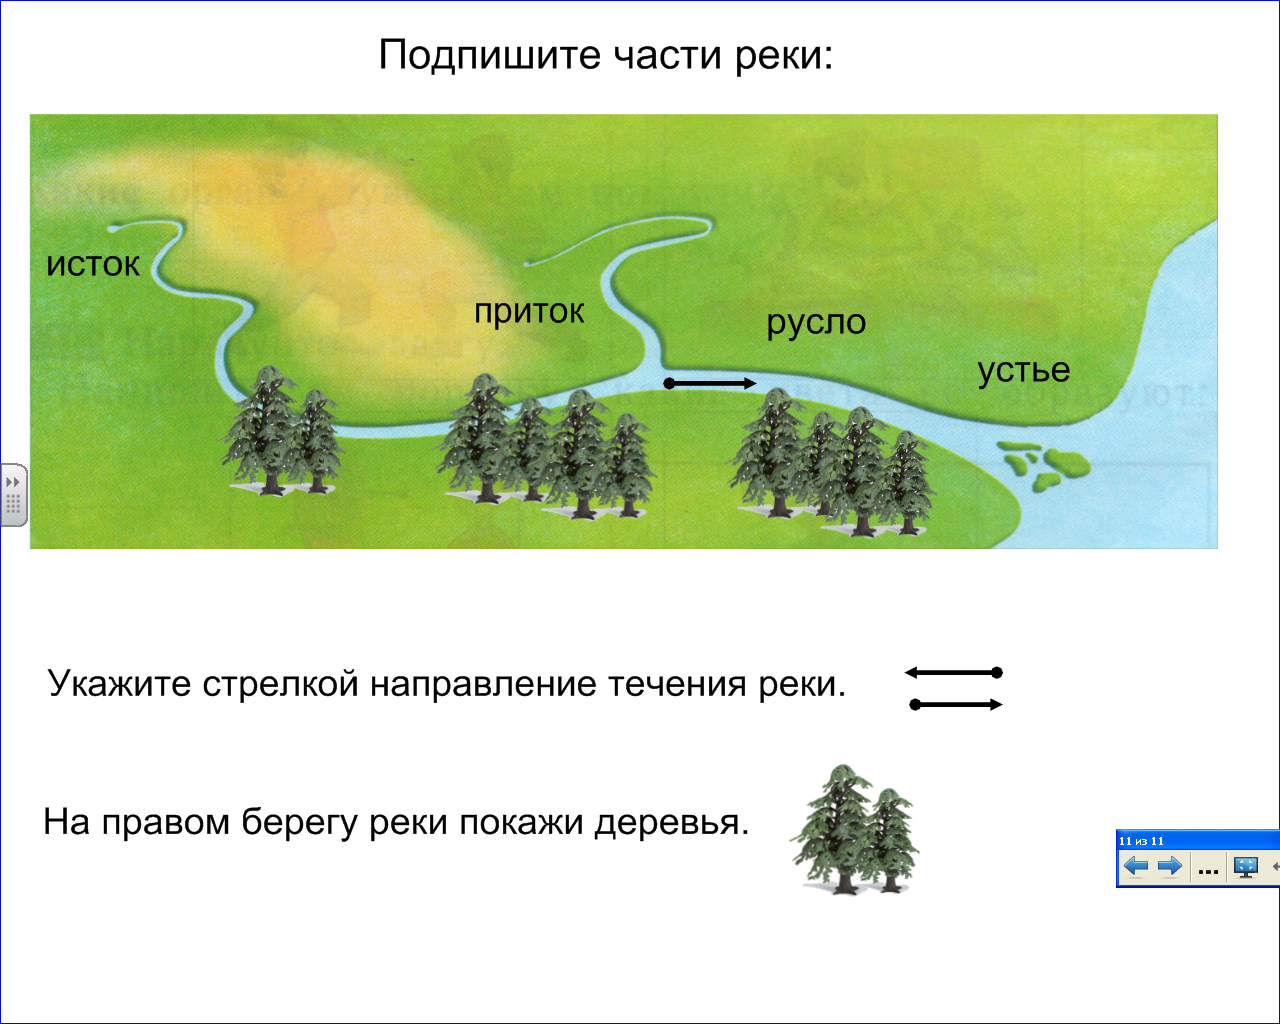 Подпишите части реки:
исток
приток
русло
устье
Укажите стрелкой направление течения реки.
На правом берегу реки покажи деревья.
11 из 11
...